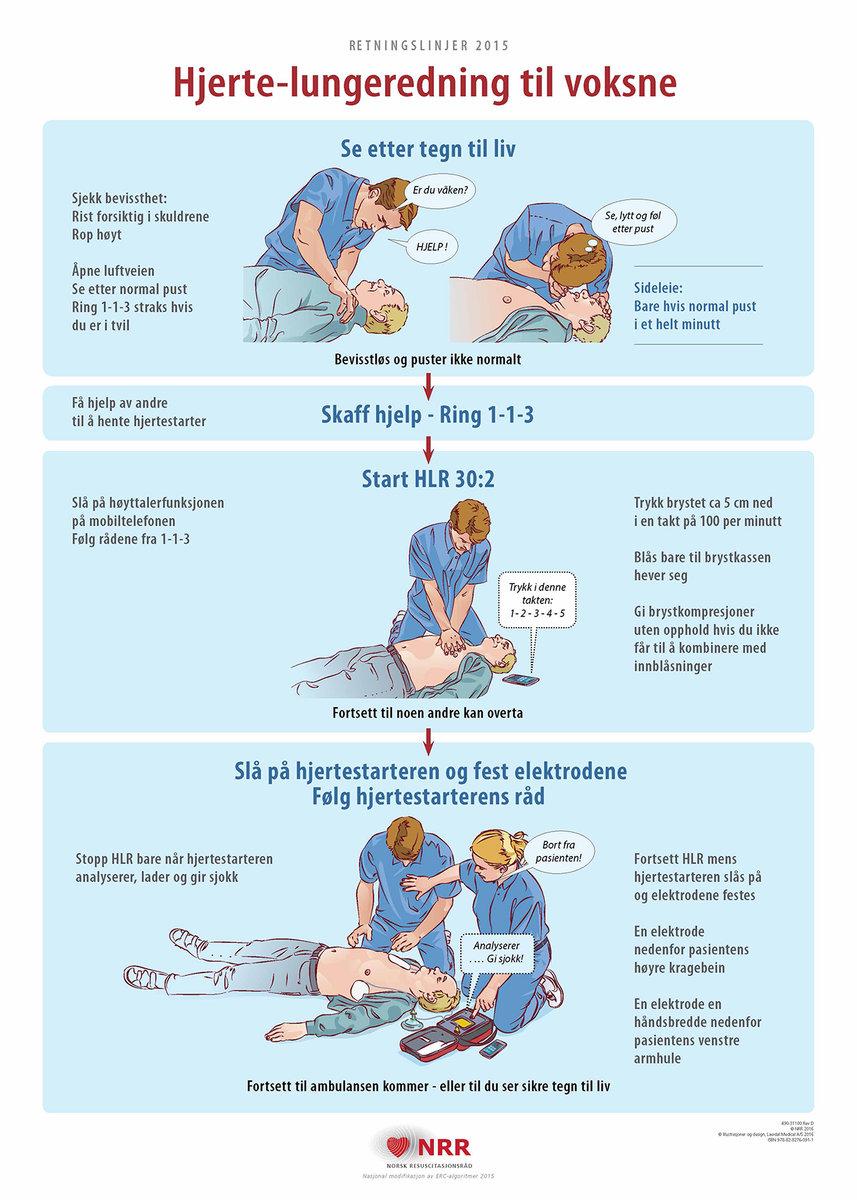 RETNINGSLINJER 2015
Hjerte-lungeredning til voksne
Se etter tegn til liv
Sjekk bevissthet:
Rist forsiktig i skuldrene
Rop høyt
Åpne luftveien
Se etter normal pust
Ring 1-1-3 straks hvis
du er i tvil
Er du våken?
HJELP !
Se, lytt og føl
etter pust
Sideleie:
Bare hvis normal pust
i et helt minutt
Bevisstløs og puster ikke normalt
Få hjelp av andre
til å hente hjertestarter
Skaff hjelp - Ring 1-1-3
Start HLR 30:2
Slå på høyttalerfunksjonen
på mobiltelefonen
Følg rådene fra 1-1-3
Trykk i denne
takten:
1- 2 - 3 - 4 - 5
Trykk brystet ca 5 cm ned
i en takt på 100 per minutt
Blås bare til brystkassen
hever seg
Gi brystkompresjoner
uten opphold hvis du ikke
får til å kombinere med
innblåsninger
Fortsett til noen andre kan overta
Slå på hjertestarteren og fest elektrodene
Følg hjertestarterens råd
Stopp HLR bare når hjertestarteren
analyserer, lader og gir sjokk
Bort fra
pasienten!
Analyserer
. . . . Gi sjokk!
Fortsett HLR mens
hjertestarteren slås på
og elektrodene festes
En elektrode
nedenfor pasientens
høyre kragebein
En elektrode en
håndsbredde nedenfor
pasientens venstre
armhule
Fortsett til ambulansen kommer - eller til du ser sikre tegn til liv
© NRR 2016
© Illustrasjoner og design, Laerdal Medical A/S 2016
NRR
NORSK RESUSCITASJONSRÅD
Nasjonal modifikasjon av ERC-algoritmer 2015